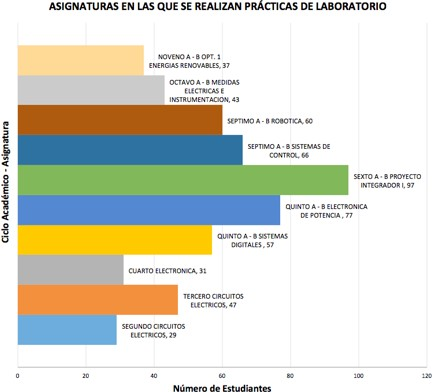 ASIGNATURAS EN LAS QUE SE REALIZAN PRÁCTICAS DE LABORATORIO
Ciclo Académico - Asignatura
NOVENO A - B OPT. 1
ENERGIAS RENOVABLES, 37
OCTAVO A - B MEDIDAS
ELECTRICAS E
INSTRUMENTACION, 43
SEPTIMO A - B ROBOTICA, 60
SEPTIMO A - B SISTEMAS DE
CONTROL, 66
SEXTO A - B PROYECTO
INTEGRADOR I, 97
QUINTO A - B ELECTRONICA
DE POTENCIA , 77
QUINTO A - B SISTEMAS
DIGITALES , 57
CUARTO ELECTRONICA, 31
TERCERO CIRCUITOS
ELECTRICOS, 47
SEGUNDO CIRCUITOS
ELECTRICOS, 29
0 20 40 60 80 100 120
Número de Estudiantes